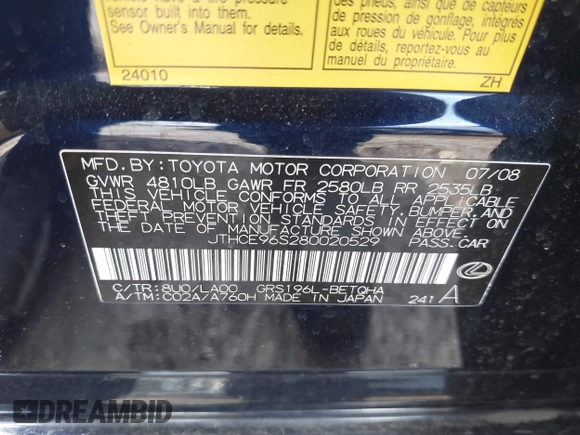 sensor built into them.
See Owner's Manual for details.
24010
des pneus, ainsi que de capteurs
de pression de gonflage, intégrés
aux roues du véhicule. Pour plus
de détails, reportez-vous au
manuel du propriétaire.
ZH
MFD. BY: TOYOTA MOTOR CORPORATION 07/08
GVWR 4810LB GAWR FR 2580LB RR 2535LB
THIS VEHICLE CONFORMS TO ALL APPLICABLE
FEDERAL MOTOR VEHICLE SAFETY, BUMPER, AND
THEFT PREVENTION STANDARDS IN EFFECT ON
THE DATE OF MANUFACTURE SHOWN ABOVE.
JTHCE96S280020529 PASS. CAR
C/TR: 8U0/LA00 GRS196L-BETQHA
A/TM: C02A/A760H MADE IN JAPAN
241 A
DREAMBID